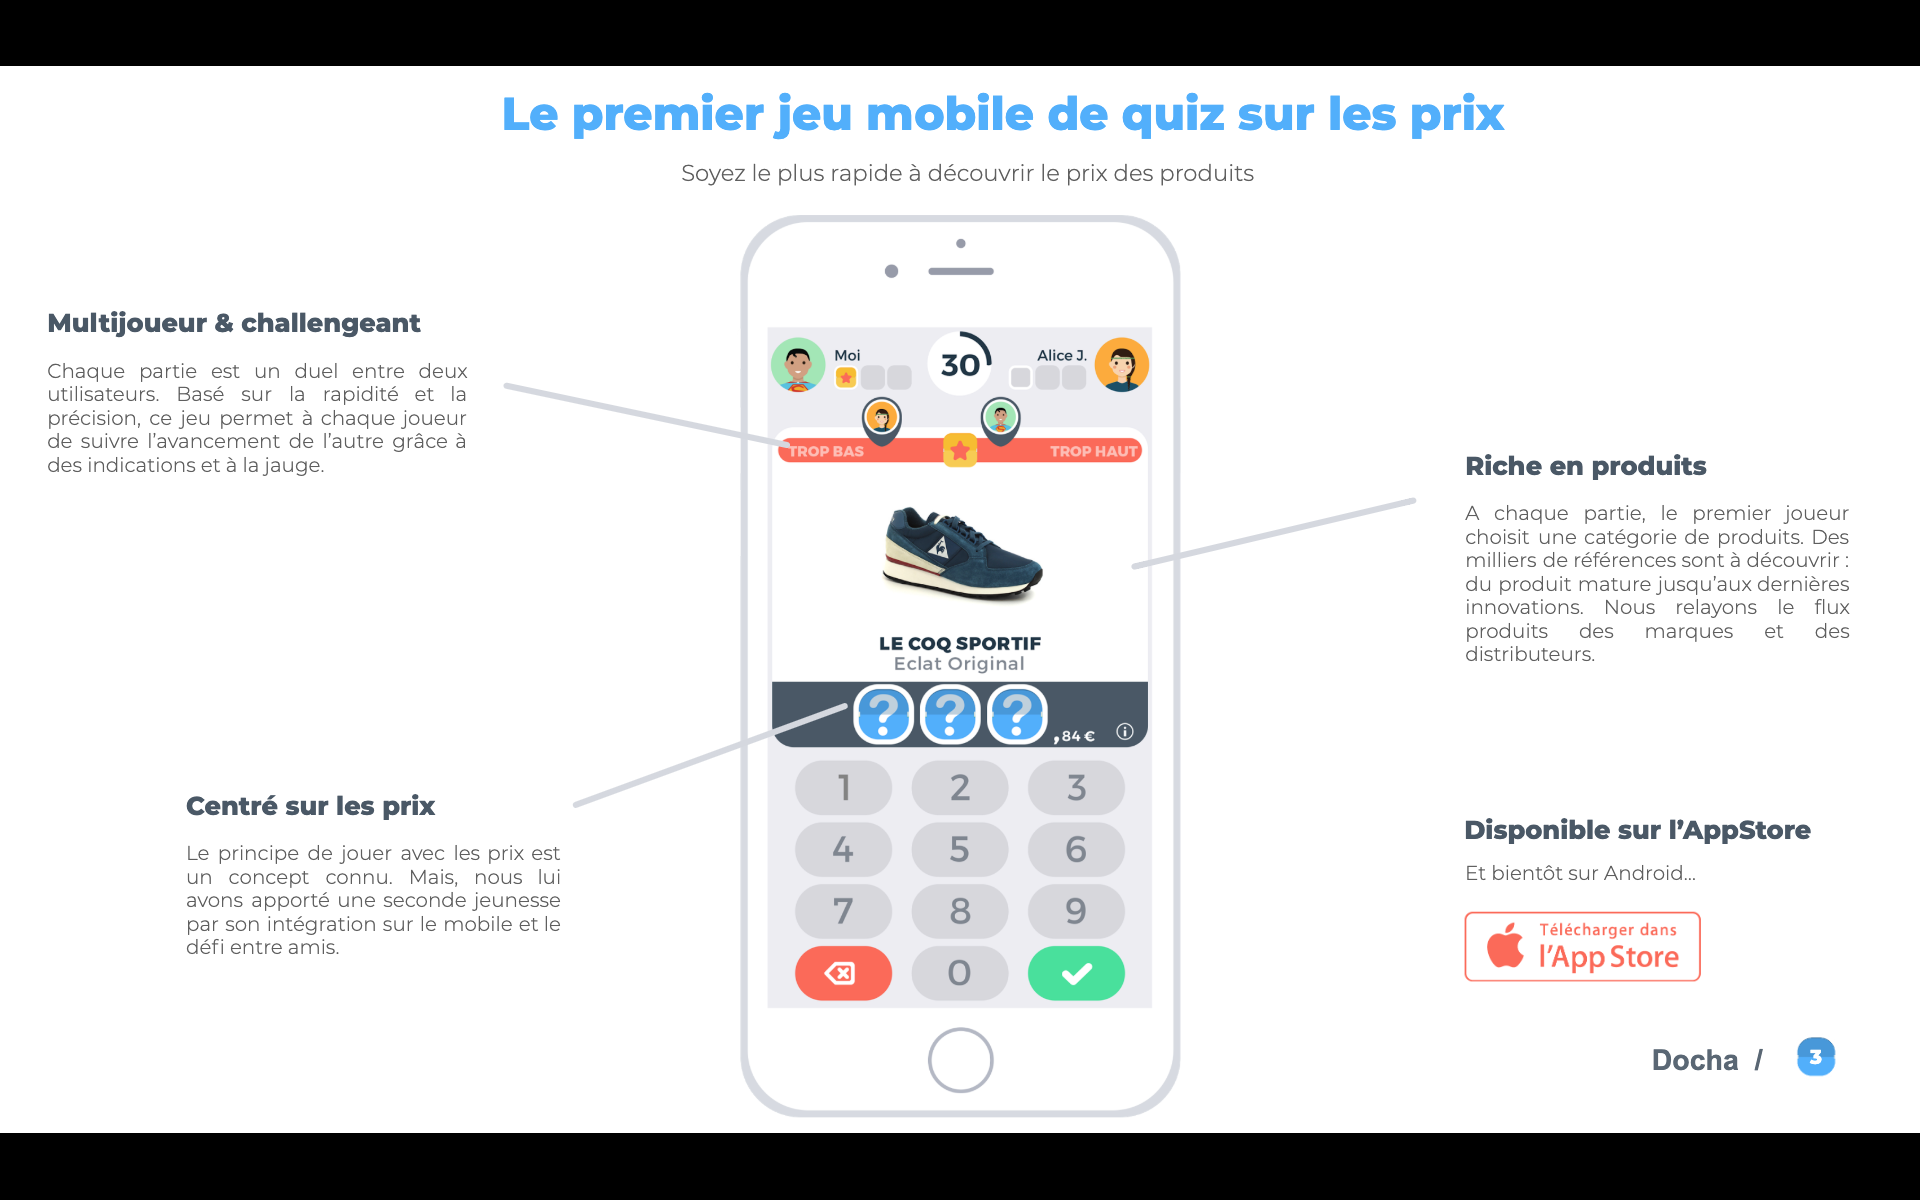 Le premier jeu mobile de quiz sur les prix
Soyez le plus rapide à découvrir le prix des produits
Multijoueur & challengeant
Chaque partie est un duel entre deux
utilisateurs. Basé sur la rapidité et la
précision, ce jeu permet à chaque joueur
de suivre l’avancement de l’autre grâce à
des indications et à la jauge.
Centré sur les prix
Le principe de jouer avec les prix est
un concept connu. Mais, nous lui
avons apporté une seconde jeunesse
par son intégration sur le mobile et le
défi entre amis.
Moi
30
Alice J.
TROP BAS
TROP HAUT
LE COQ SPORTIF
Eclat Original
? ? ? ,84 €
1 2 3
4 5 6
7 8 9
0
Riche en produits
A chaque partie, le premier joueur
choisit une catégorie de produits. Des
milliers de références sont à découvrir :
du produit mature jusqu’aux dernières
innovations. Nous relayons le flux
produits des marques et des
distributeurs.
Disponible sur l’AppStore
Et bientôt sur Android...
Télécharger dans
l’App Store
Docha / 3